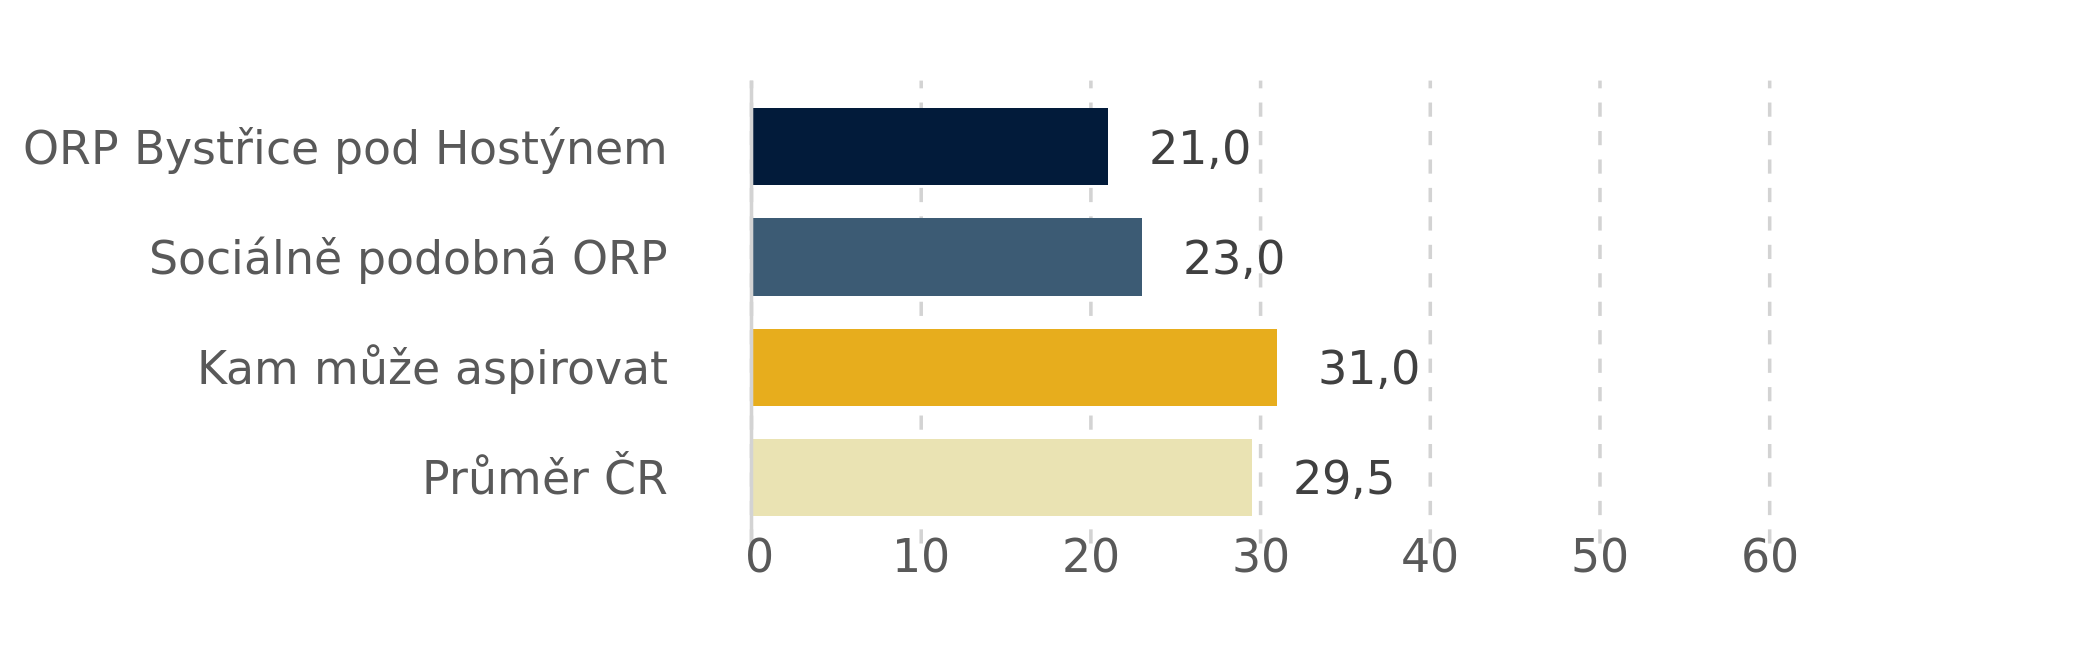 ORP Bystřice pod Hostýnem 21,0
Sociálně podobná ORP 23,0
Kam může aspirovat 31,0
Průměr ČR 29,5
0 10 20 30 40 50 60